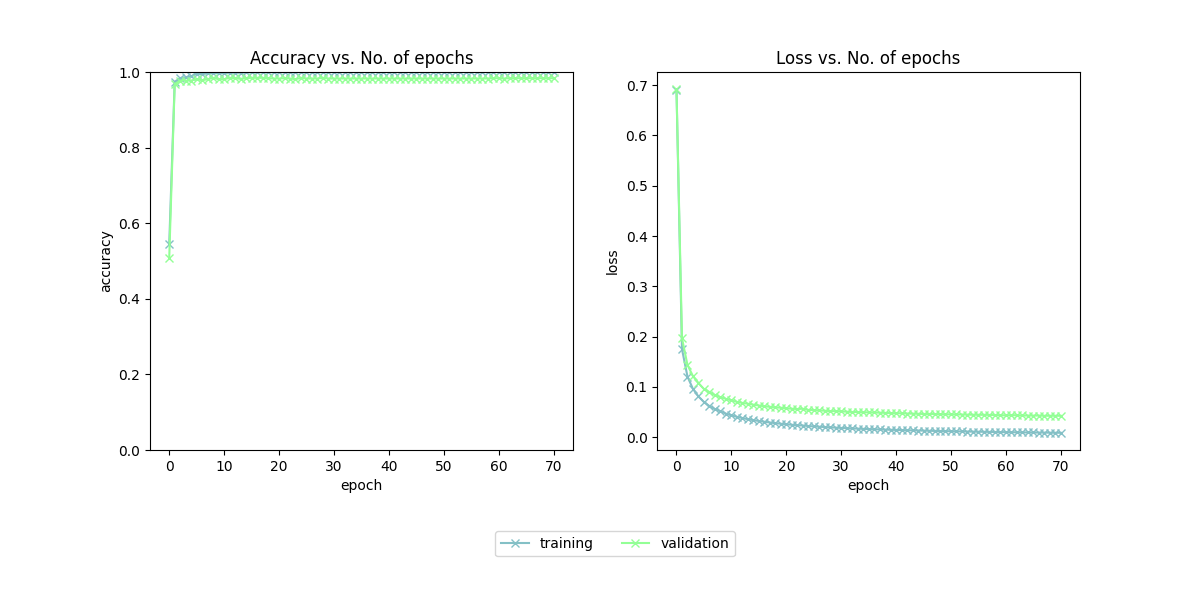 Accuracy vs. No. of epochs
1.0
0.8
0.6
0.4
0.2
0.0
accuracy
0 10 20 30 40 50 60 70
epoch
Loss vs. No. of epochs
0.7
0.6
0.5
0.4
0.3
0.2
0.1
0.0
loss
0 10 20 30 40 50 60 70
epoch
training validation